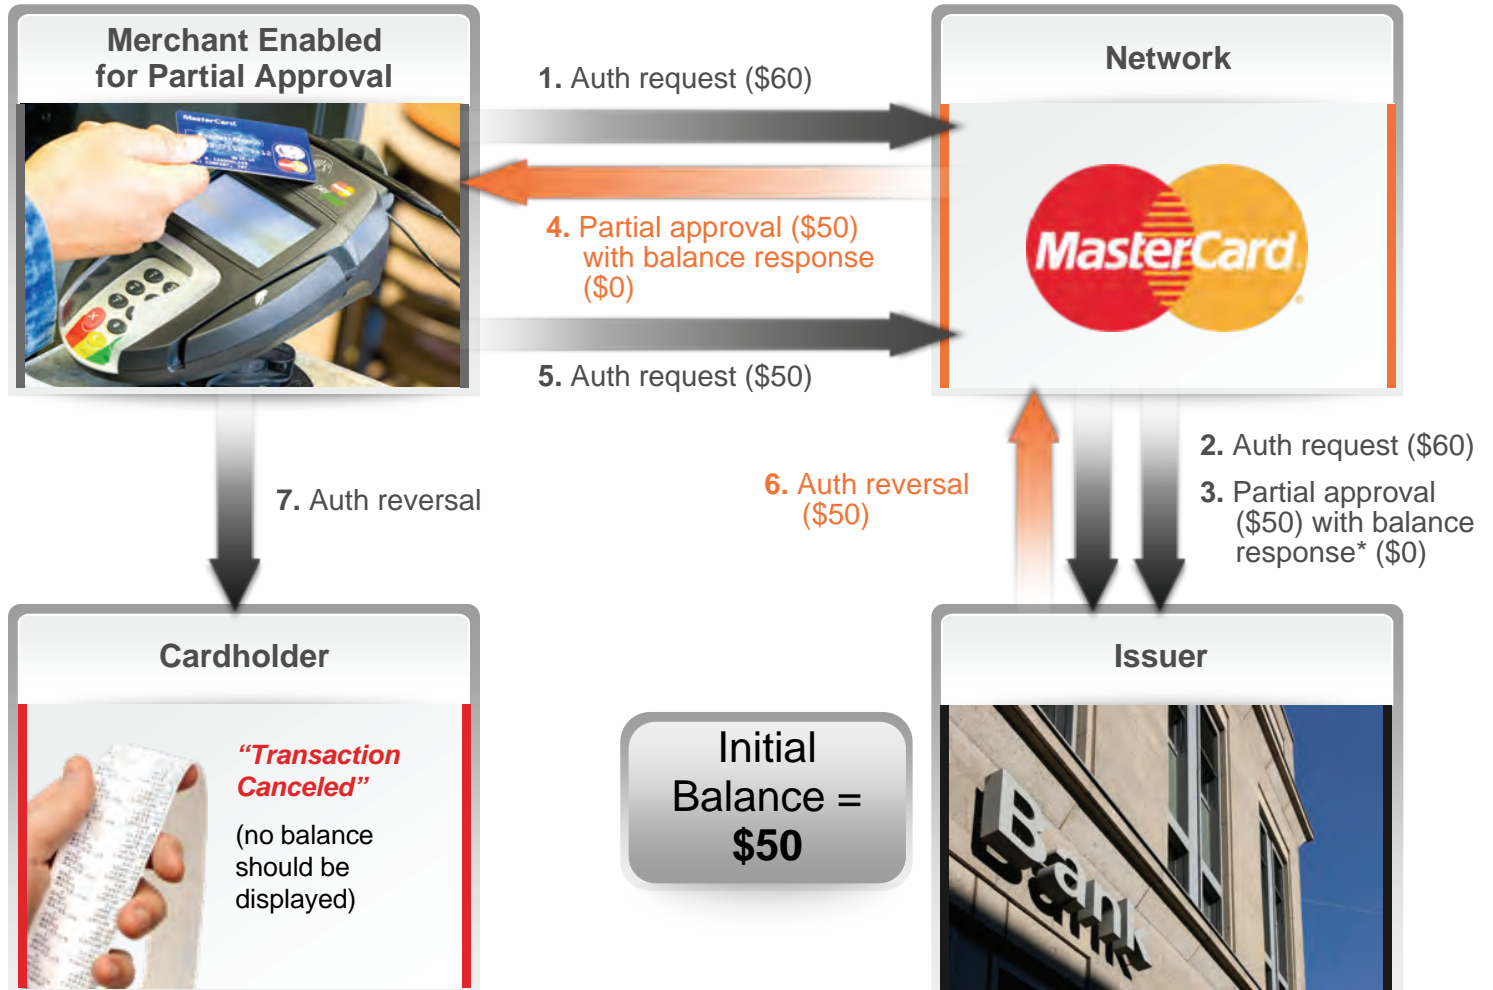 Merchant Enabled
for Partial Approval
MasterCard
1. Auth request ($60)
4. Partial approval ($50)
with balance response
($0)
5. Auth request ($50)
Network
MasterCard
7. Auth reversal
6. Auth reversal
($50)
2. Auth request ($60)
3. Partial approval
($50) with balance
response* ($0)
Cardholder
“Transaction
Canceled”
(no balance
should be
displayed)
Initial
Balance =
$50
Issuer
Bank